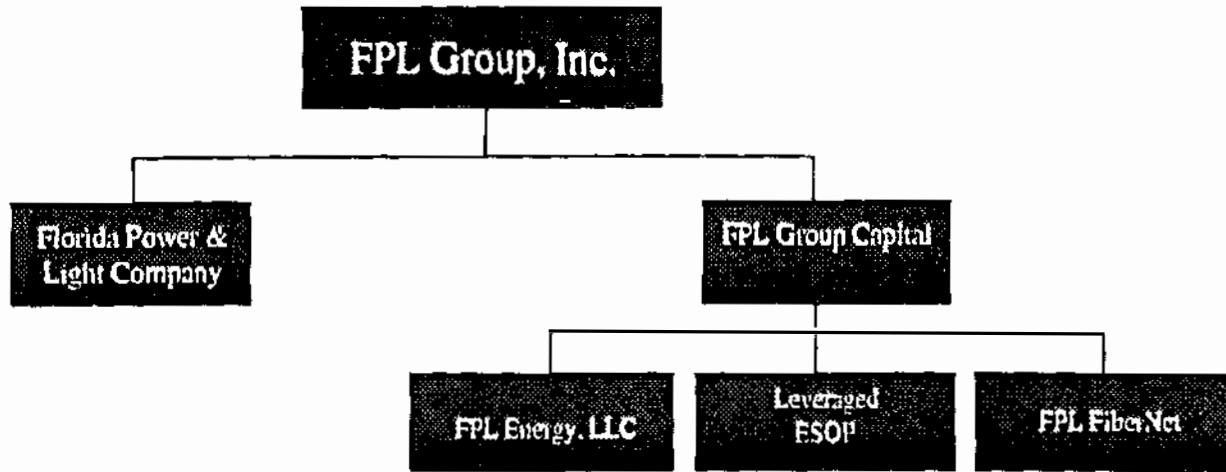 FPL Group, Inc.
Florida Power &
Light Company
FPL Group Capital
FPL Energy, LLC
Leveraged
ESOP
FPL FiberNet